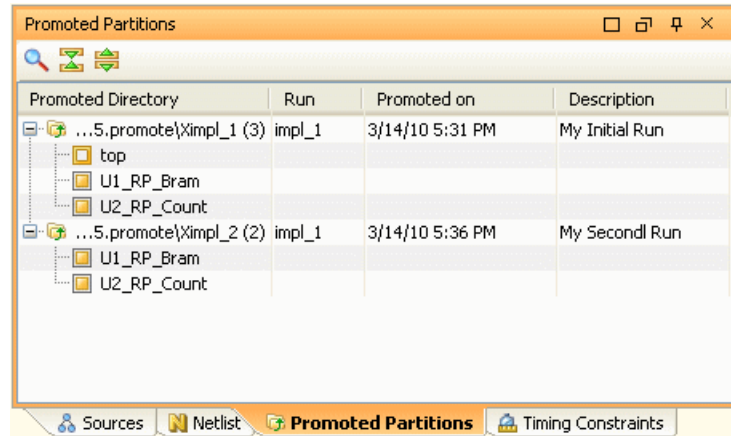 Promoted Partitions
Promoted Directory Run Promoted on Description
...5.promote\Ximpl_1 (3) impl_1 3/14/10 5:31 PM My Initial Run
top
U1_RP_Bram
U2_RP_Count
...5.promote\Ximpl_2 (2) impl_1 3/14/10 5:36 PM My Secondl Run
U1_RP_Bram
U2_RP_Count
Sources Netlist Promoted Partitions Timing Constraints